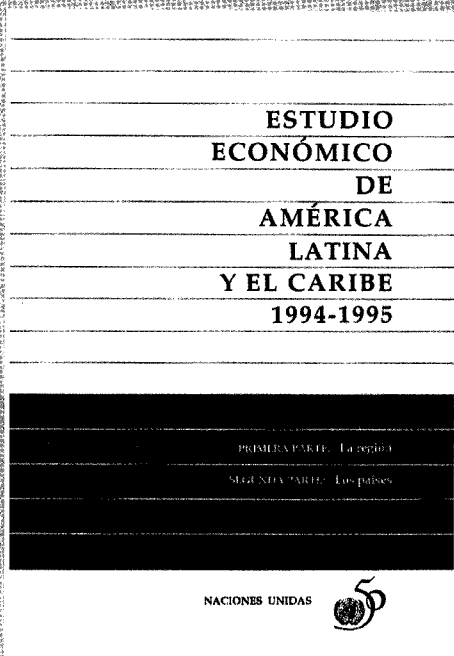 ESTUDIO
ECONÓMICO
DE
AMÉRICA
LATINA
Y EL CARIBE
1994-1995
PRIMERA PARTE: La región
SEGUNDA PARTE: Los países
NACIONES UNIDAS 50